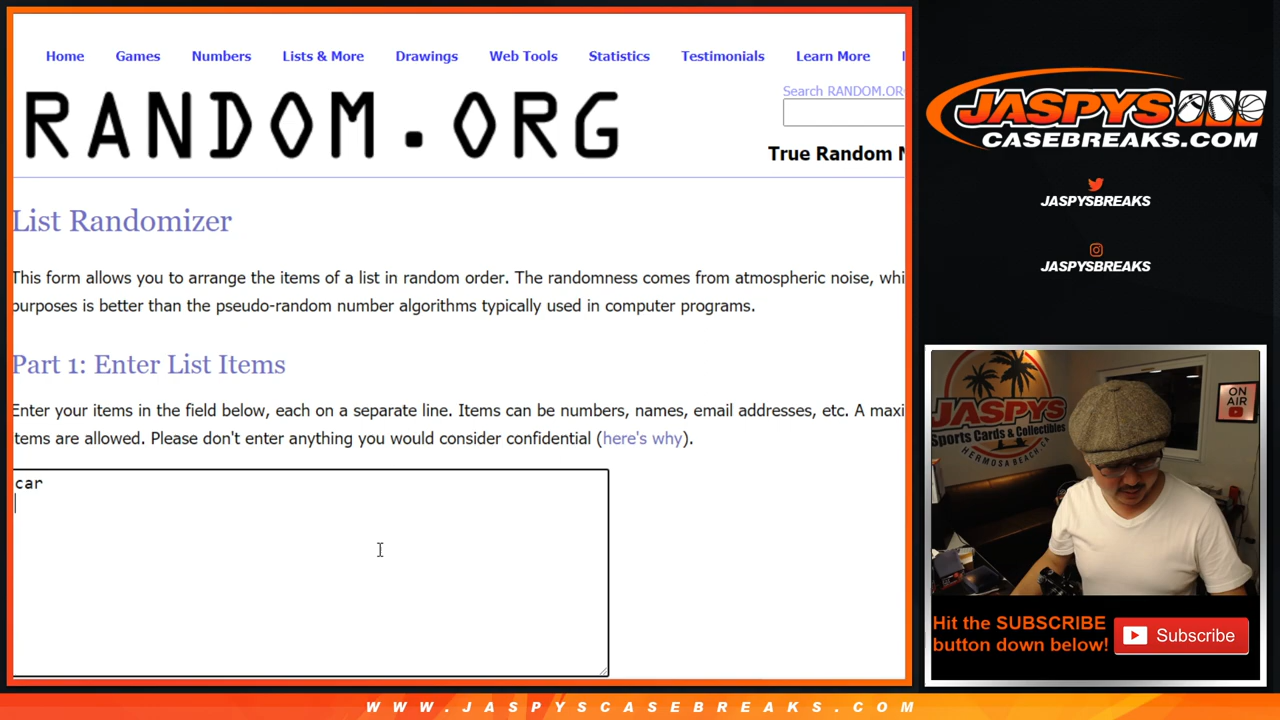 Home Games Numbers Lists & More Drawings Web Tools Statistics Testimonials Learn More
Search RANDOM.OR
RANDOM.ORG
True Random N
List Randomizer
This form allows you to arrange the items of a list in random order. The randomness comes from atmospheric noise, whi
purposes is better than the pseudo-random number algorithms typically used in computer programs.
Part 1: Enter List Items
Enter your items in the field below, each on a separate line. Items can be numbers, names, email addresses, etc. A maxi
items are allowed. Please don't enter anything you would consider confidential (here's why).
car
JASPYS
CASEBREAKS.COM
JASPYSBREAKS
JASPYSBREAKS
JASPYS
Sports Cards & Collectibles
HERMOSA BEACH, CA
ON
AIR
Hit the SUBSCRIBE
button down below!
Subscribe
WWW.JASPYSCASEBREAKS.COM